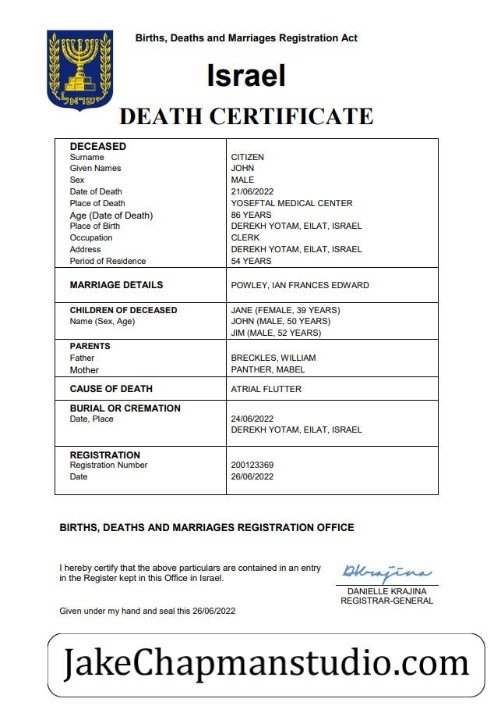 Births, Deaths and Marriages Registration Act
Israel
DEATH CERTIFICATE
ישראל
DECEASED
Surname CITIZEN
Given Names JOHN
Sex MALE
Date of Death 21/06/2022
Place of Death YOSEFTAL MEDICAL CENTER
Age (Date of Death) 86 YEARS
Place of Birth DEREKH YOTAM, EILAT, ISRAEL
Occupation CLERK
Address DEREKH YOTAM, EILAT, ISRAEL
Period of Residence 54 YEARS
MARRIAGE DETAILS POWLEY, IAN FRANCES EDWARD
CHILDREN OF DECEASED JANE (FEMALE, 39 YEARS)
Name (Sex, Age) JOHN (MALE, 50 YEARS)
JIM (MALE, 52 YEARS)
PARENTS
Father BRECKLES, WILLIAM
Mother PANTHER, MABEL
CAUSE OF DEATH ATRIAL FLUTTER
BURIAL OR CREMATION
Date, Place 24/06/2022
DEREKH YOTAM, EILAT, ISRAEL
REGISTRATION
Registration Number 200123369
Date 26/06/2022
BIRTHS, DEATHS AND MARRIAGES REGISTRATION OFFICE
I hereby certify that the above particulars are contained in an entry
in the Register kept in this Office in Israel.
DKrajina
DANIELLE KRAJINA
REGISTRAR-GENERAL
Given under my hand and seal this 26/06/2022
JakeChapmanstudio.com